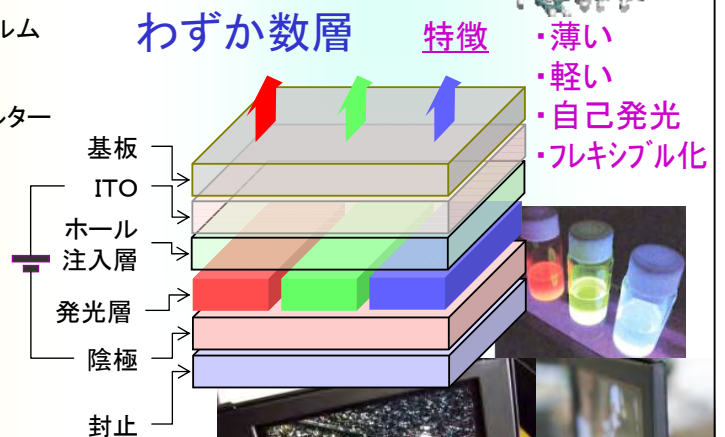 ルム
ルター
わずか数層
特徴
・薄い
・軽い
・自己発光
・フレキシブル化
基板
ITO
ホール
注入層
発光層
陰極
封止